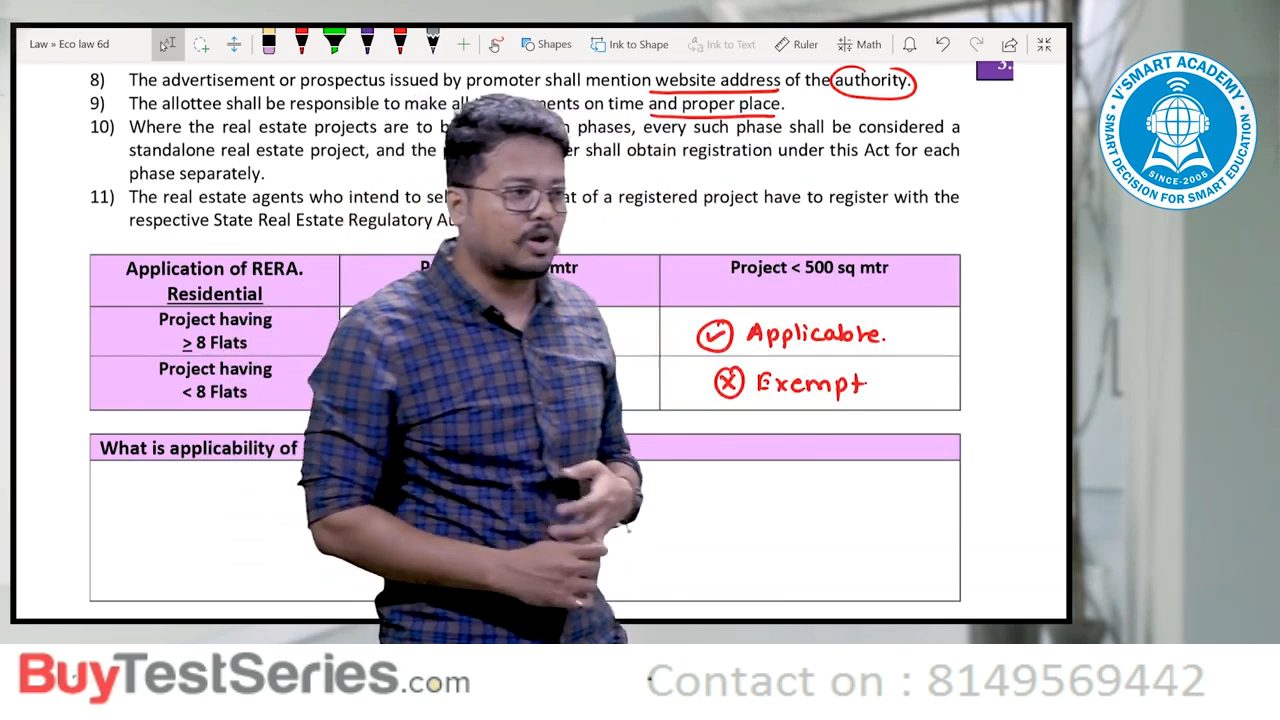 Law » Eco law 6d
Shapes
Ink to Shape
Ink to Text
Ruler
Math
8) The advertisement or prospectus issued by promoter shall mention website address of the authority.
9) The allottee shall be responsible to make all on time and proper place.
10) Where the real estate projects are to phases, every such phase shall be considered a
standalone real estate project, and the shall obtain registration under this Act for each
phase separately.
11) The real estate agents who intend to of a registered project have to register with the
respective State Real Estate Regulatory
Application of RERA.
Residential
mtr
Project < 500 sq mtr
Project having
≥ 8 Flats
Applicable.
Project having
< 8 Flats
Exempt
What is applicability of
V'SMART ACADEMY
SINCE-2005
SMART DECISION FOR SMART EDUCATION
BuyTestSeries.com
Contact on : 8149569442